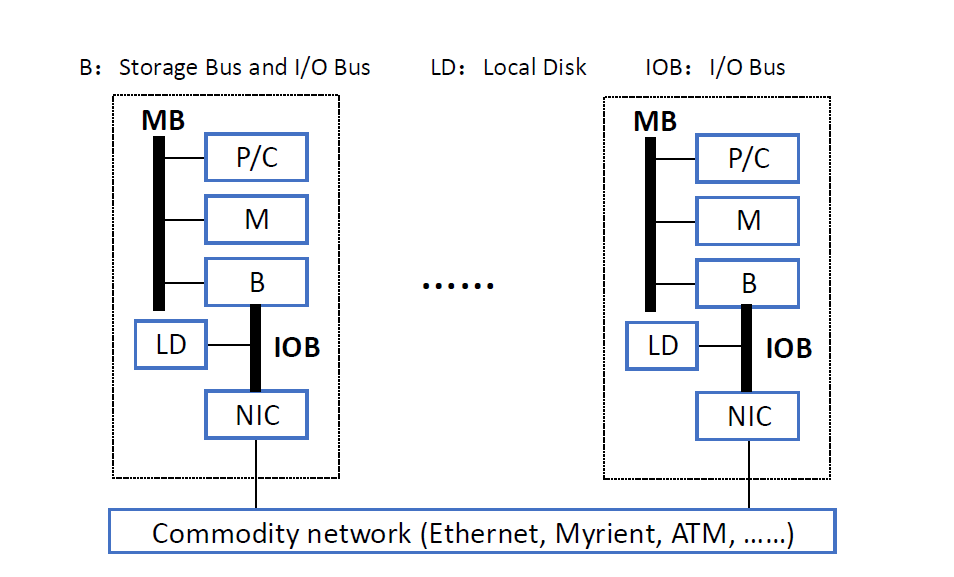 B： Storage Bus and I/O Bus LD：Local Disk IOB：I/O Bus
MB MB
P/C P/C
M M
...... 
B B
LD IOB LD IOB
NIC NIC
Commodity network (Ethernet, Myrient, ATM, ……)